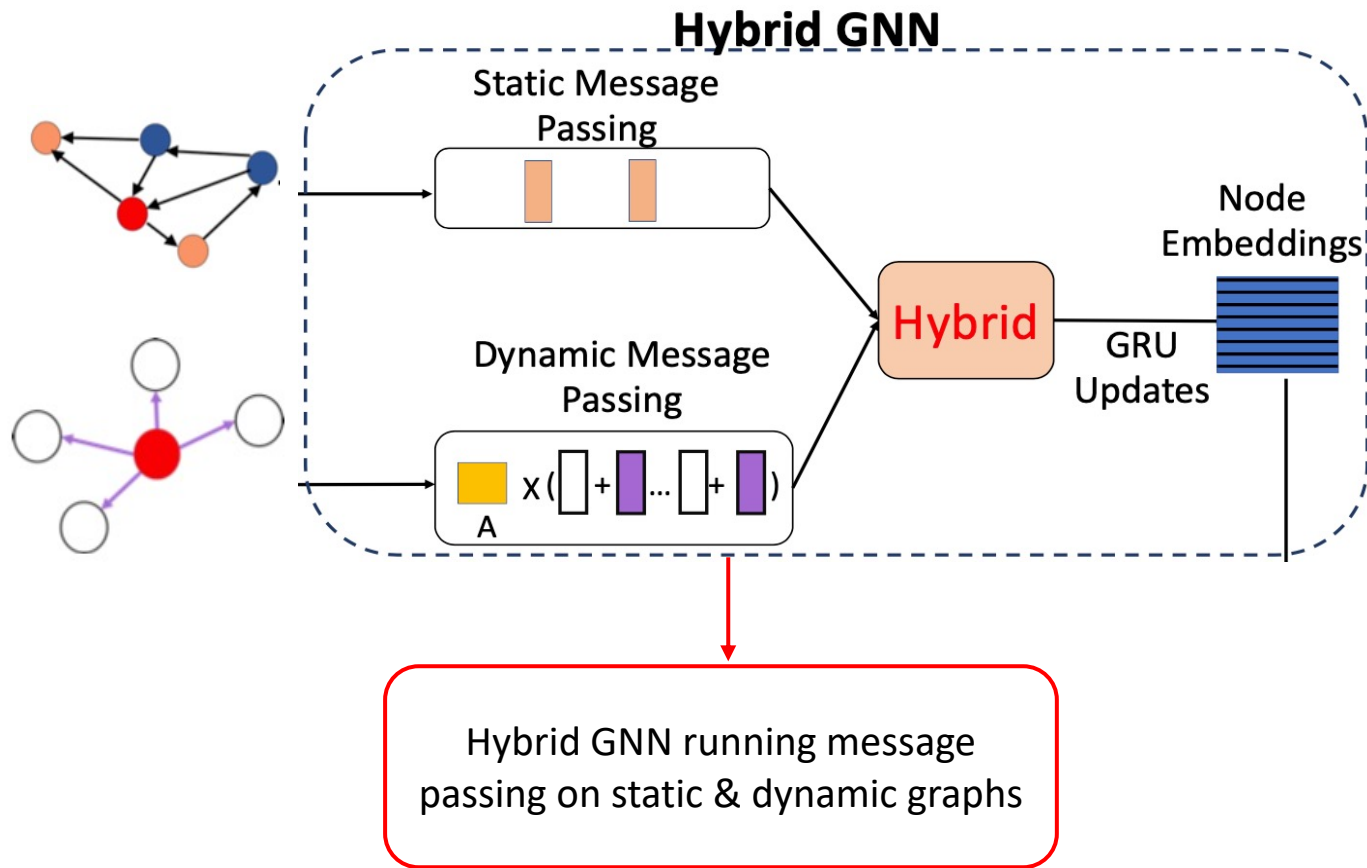 Hybrid GNN
Static Message
Passing
Node
Embeddings
Hybrid
GRU
Updates
Dynamic Message
Passing
A
x ( + ... + )
Hybrid GNN running message
passing on static & dynamic graphs